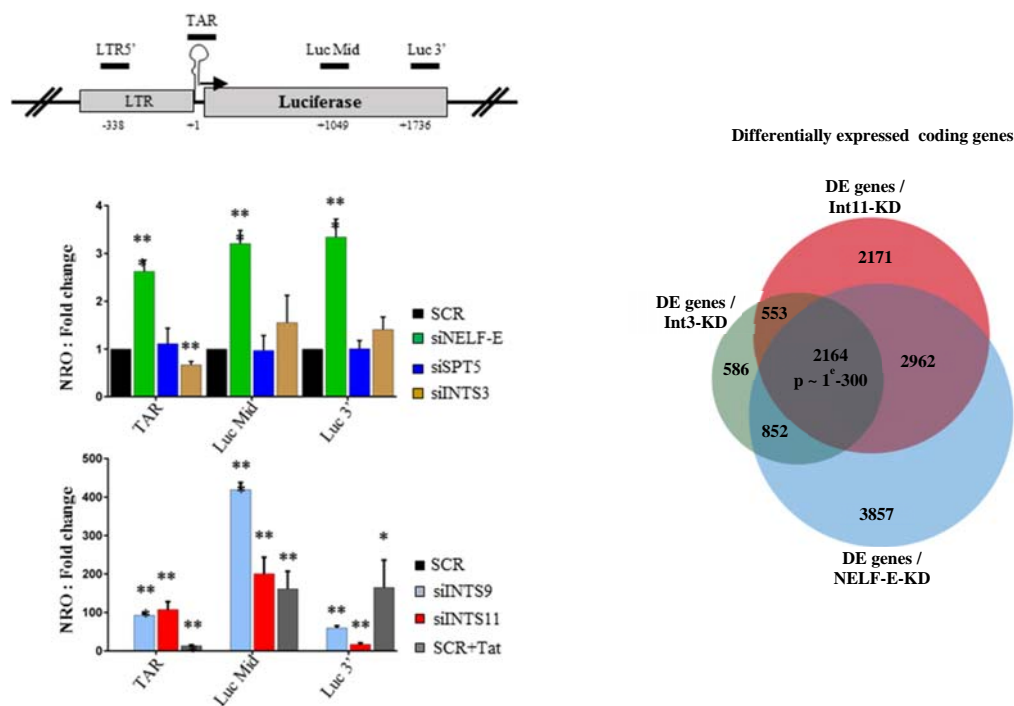 TAR
LTR5' Luc Mid Luc 3'
LTR Luciferase
-338 +1 +1049 +1736
NRO : Fold change
4
3
2
1
0
** ** **
* * *
**
SCR
siNELF-E
siSPT5
siINTS3
TAR Luc Mid Luc 3'
NRO : Fold change
500
400
300
200
100
0
** ** **
** ** **
** ** *
SCR
siINTS9
siINTS11
SCR+Tat
TAR Luc Mid Luc 3'
Differentially expressed coding genes
DE genes /
Int11-KD
2171
DE genes /
Int3-KD
553
586
2164
p ~ 1e-300
2962
852
3857
DE genes /
NELF-E-KD